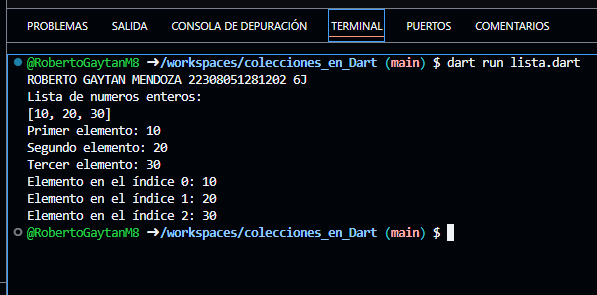 PROBLEMAS SALIDA CONSOLA DE DEPURACIÓN TERMINAL PUERTOS COMENTARIOS
@RobertoGaytanM8 ➜/workspaces/colecciones_en_Dart (main) $ dart run lista.dart
ROBERTO GAYTAN MENDOZA 22308051281202 6J
Lista de numeros enteros:
[10, 20, 30]
Primer elemento: 10
Segundo elemento: 20
Tercer elemento: 30
Elemento en el índice 0: 10
Elemento en el índice 1: 20
Elemento en el índice 2: 30
@RobertoGaytanM8 ➜/workspaces/colecciones_en_Dart (main) $